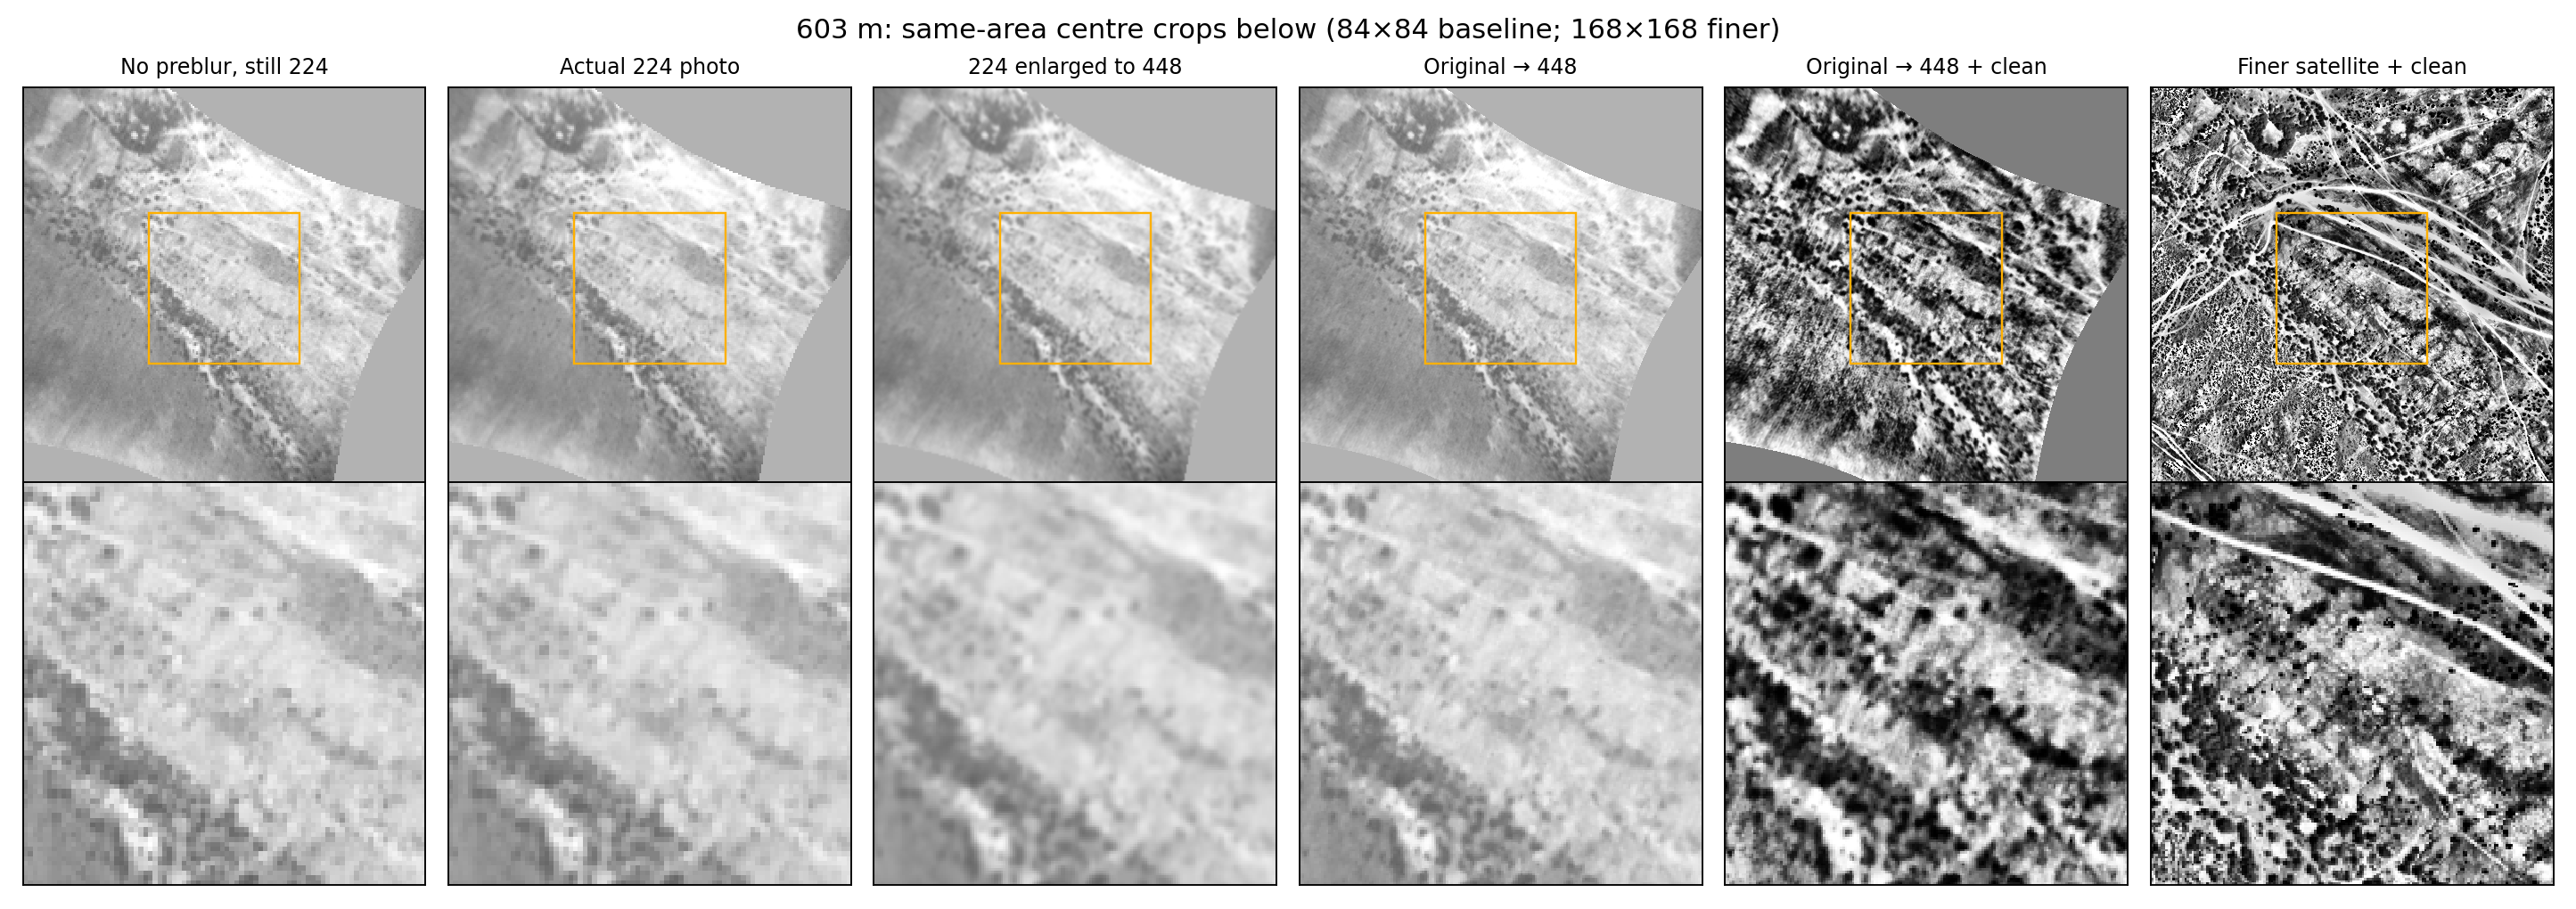 603 m: same-area centre crops below (84×84 baseline; 168×168 finer)
No preblur, still 224
Actual 224 photo
224 enlarged to 448
Original → 448
Original → 448 + clean
Finer satellite + clean